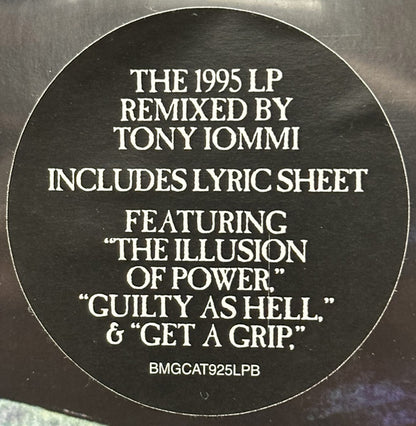 THE 1995 LP
REMIXED BY
TONY IOMMI
INCLUDES LYRIC SHEET
FEATURING
“THE ILLUSION
OF POWER,”
“GUILTY AS HELL,”
& “GET A GRIP,”
BMGCAT925LPB